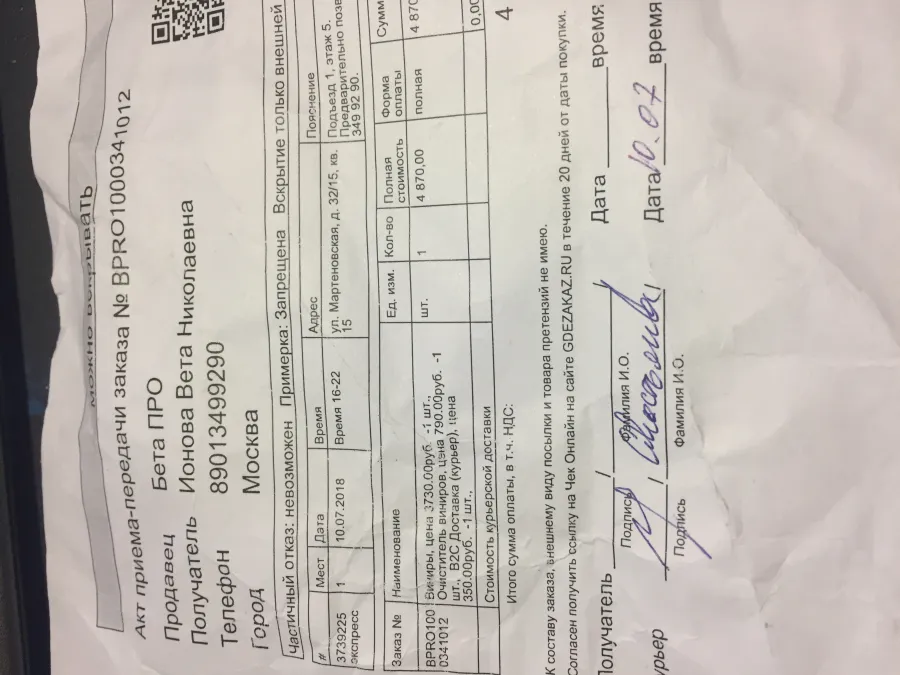 можно вскрывать
Акт приема-передачи заказа № BPRO1000341012
Продавец Бета ПРО
Получатель Ионова Вета Николаевна
Телефон 89013499290
Город Москва
Частичный отказ: невозможен Примерка: Запрещена Вскрытие только внешней
# Мест Дата Время Адрес Пояснение
3739225 1 10.07.2018 Время 16-22 ул. Мартеновская, д. 32/15, кв. Подъезд 1, этаж 5.
экспресс 15 Предварительно позв
349 92 90.
Заказ № Наименование Ед. изм. Кол-во Полная стоимость Форма оплаты Сумм
BPRO100 Виниры, цена 3730.00руб. -1 шт., шт. 1 4 870,00 полная 4 870
0341012 Очиститель виниров, цена 790.00руб. -1
шт., B2C Доставка (курьер), цена
350.00руб. -1 шт.,
Стоимость курьерской доставки 0,00
Итого сумма оплаты, в т.ч. НДС: 4
К составу заказа, внешнему виду посылки и товара претензий не имею.
Согласен получить ссылку на Чек Онлайн на сайте GDEZAKAZ.RU в течение 20 дней от даты покупки.
Получатель / Дата время
Подпись Фамилия И.О.
урьер / / Дата 10.07 время
Подпись Фамилия И.О.